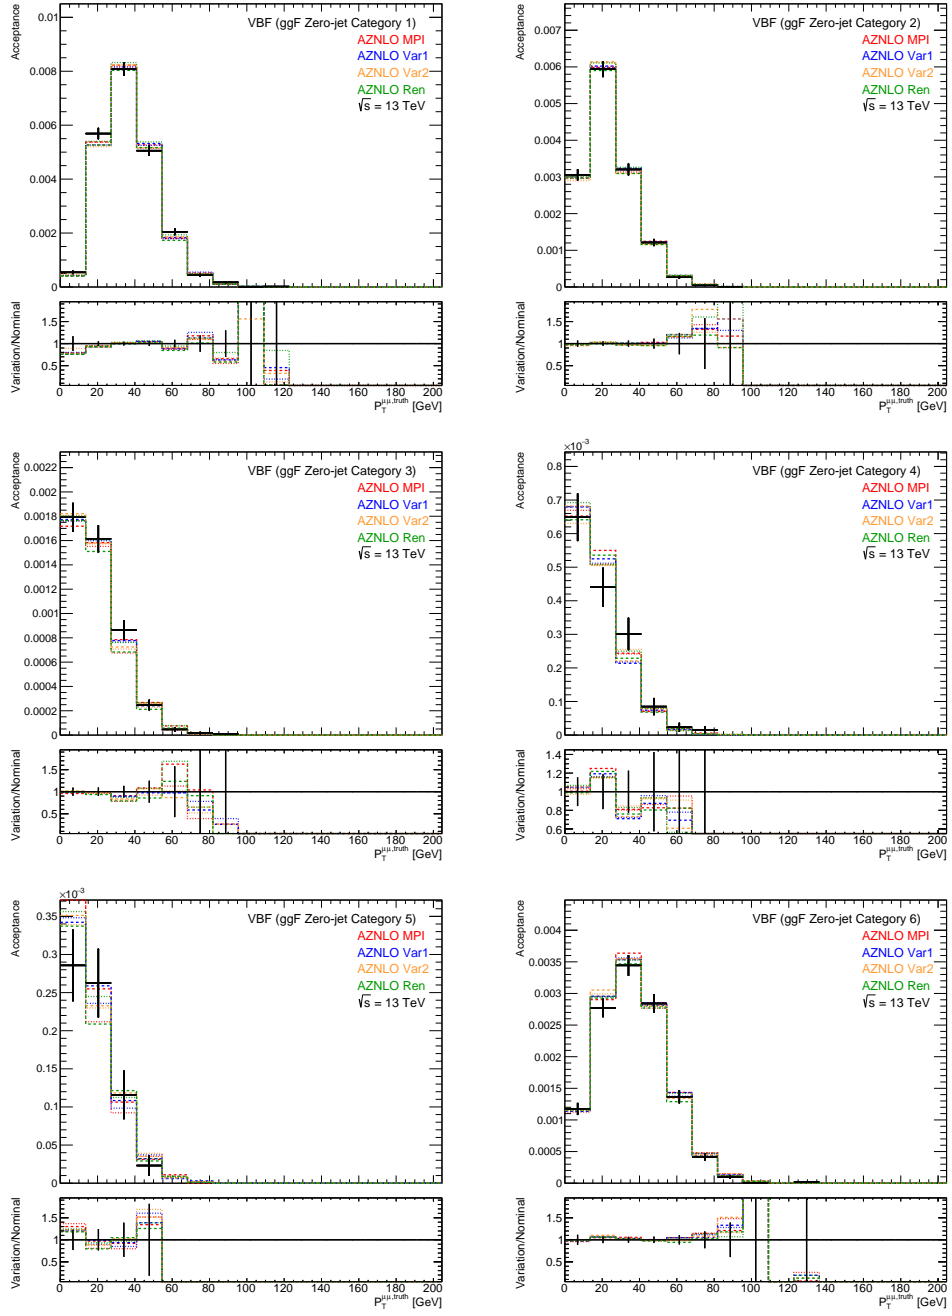 Acceptance
0.01
0.008
0.006
0.004
0.002
0
VBF (ggF Zero-jet Category 1)
AZNLO MPI
AZNLO Var1
AZNLO Var2
AZNLO Ren
√s = 13 TeV
Variation/Nominal
1.5
1
0.5
0 20 40 60 80 100 120 140 160 180 200
P_T^{μμ,truth} [GeV]
Acceptance
0.007
0.006
0.005
0.004
0.003
0.002
0.001
0
VBF (ggF Zero-jet Category 2)
AZNLO MPI
AZNLO Var1
AZNLO Var2
AZNLO Ren
√s = 13 TeV
Variation/Nominal
1.5
1
0.5
0 20 40 60 80 100 120 140 160 180 200
P_T^{μμ,truth} [GeV]
Acceptance
0.0022
0.002
0.0018
0.0016
0.0014
0.0012
0.001
0.0008
0.0006
0.0004
0.0002
0
VBF (ggF Zero-jet Category 3)
AZNLO MPI
AZNLO Var1
AZNLO Var2
AZNLO Ren
√s = 13 TeV
Variation/Nominal
1.5
1
0.5
0 20 40 60 80 100 120 140 160 180 200
P_T^{μμ,truth} [GeV]
×10^{-3}
Acceptance
0.8
0.7
0.6
0.5
0.4
0.3
0.2
0.1
0
VBF (ggF Zero-jet Category 4)
AZNLO MPI
AZNLO Var1
AZNLO Var2
AZNLO Ren
√s = 13 TeV
Variation/Nominal
1.4
1.2
1
0.8
0.6
0 20 40 60 80 100 120 140 160 180 200
P_T^{μμ,truth} [GeV]
×10^{-3}
Acceptance
0.35
0.3
0.25
0.2
0.15
0.1
0.05
0
VBF (ggF Zero-jet Category 5)
AZNLO MPI
AZNLO Var1
AZNLO Var2
AZNLO Ren
√s = 13 TeV
Variation/Nominal
1.5
1
0.5
0 20 40 60 80 100 120 140 160 180 200
P_T^{μμ,truth} [GeV]
Acceptance
0.004
0.0035
0.003
0.0025
0.002
0.0015
0.001
0.0005
0
VBF (ggF Zero-jet Category 6)
AZNLO MPI
AZNLO Var1
AZNLO Var2
AZNLO Ren
√s = 13 TeV
Variation/Nominal
1.5
1
0.5
0 20 40 60 80 100 120 140 160 180 200
P_T^{μμ,truth} [GeV]